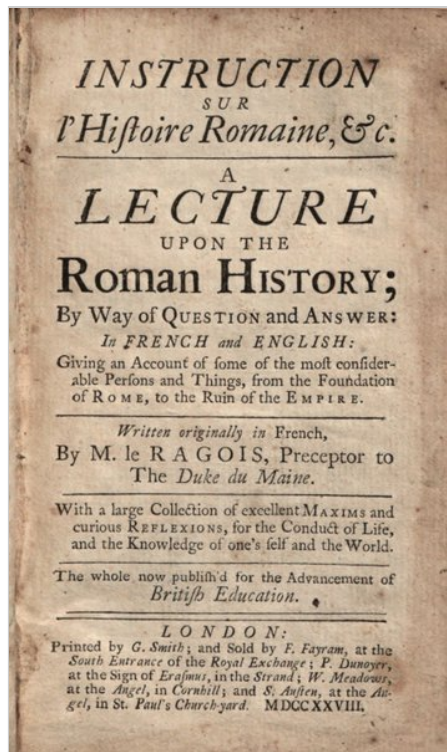 INSTRUCTION
SUR
l'Hiſtoire Romaine, &c.
A
LECTURE
UPON THE
Roman HISTORY;
By Way of QUESTION and ANSWER:
In FRENCH and ENGLISH:
Giving an Account of ſome of the moſt conſider-
able Perſons and Things, from the Foundation
of ROME, to the Ruin of the EMPIRE.
Written originally in French,
By M. le RAGOIS, Preceptor to
The Duke du Maine.
With a large Collection of excellent MAXIMS and
curious REFLEXIONS, for the Conduct of Life,
and the Knowledge of one's ſelf and the World.
The whole now publiſh'd for the Advancement of
Britiſh Education.
LONDON:
Printed by G. Smith; and Sold by F. Fayram, at the
South Entrance of the Royal Exchange; P. Dunoyer,
at the Sign of Eraſmus, in the Strand; W. Meadows,
at the Angel, in Cornhill; and S. Auſten, at the An-
gel, in St. Paul's Church-yard. MDCCXXVIII.